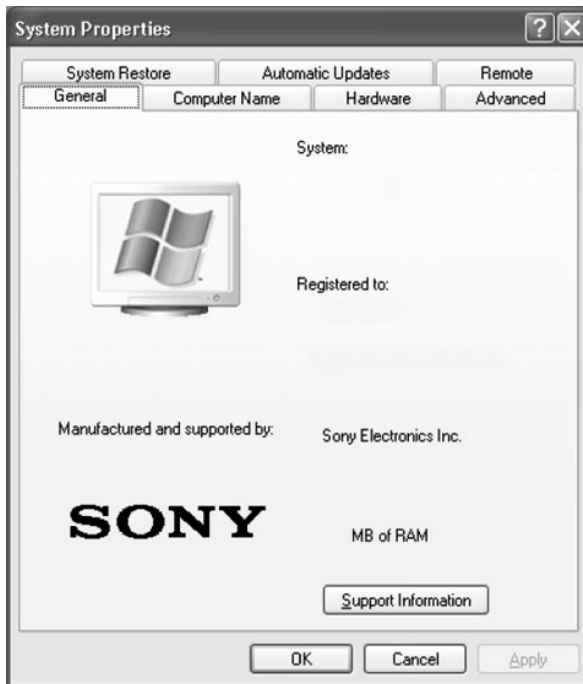 System Properties
System Restore Automatic Updates Remote
General Computer Name Hardware Advanced
System:
Registered to:
Manufactured and supported by: Sony Electronics Inc.
SONY
MB of RAM
Support Information
OK Cancel Apply